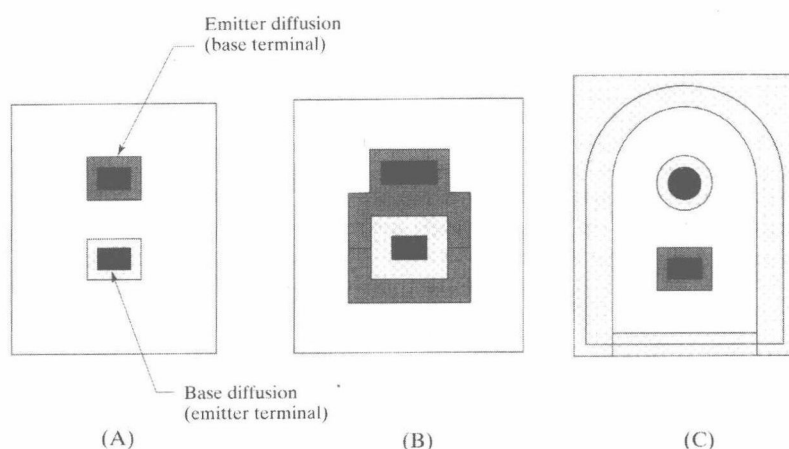 Emitter diffusion
(base terminal)
Base diffusion
(emitter terminal)
(A)
(B)
(C)